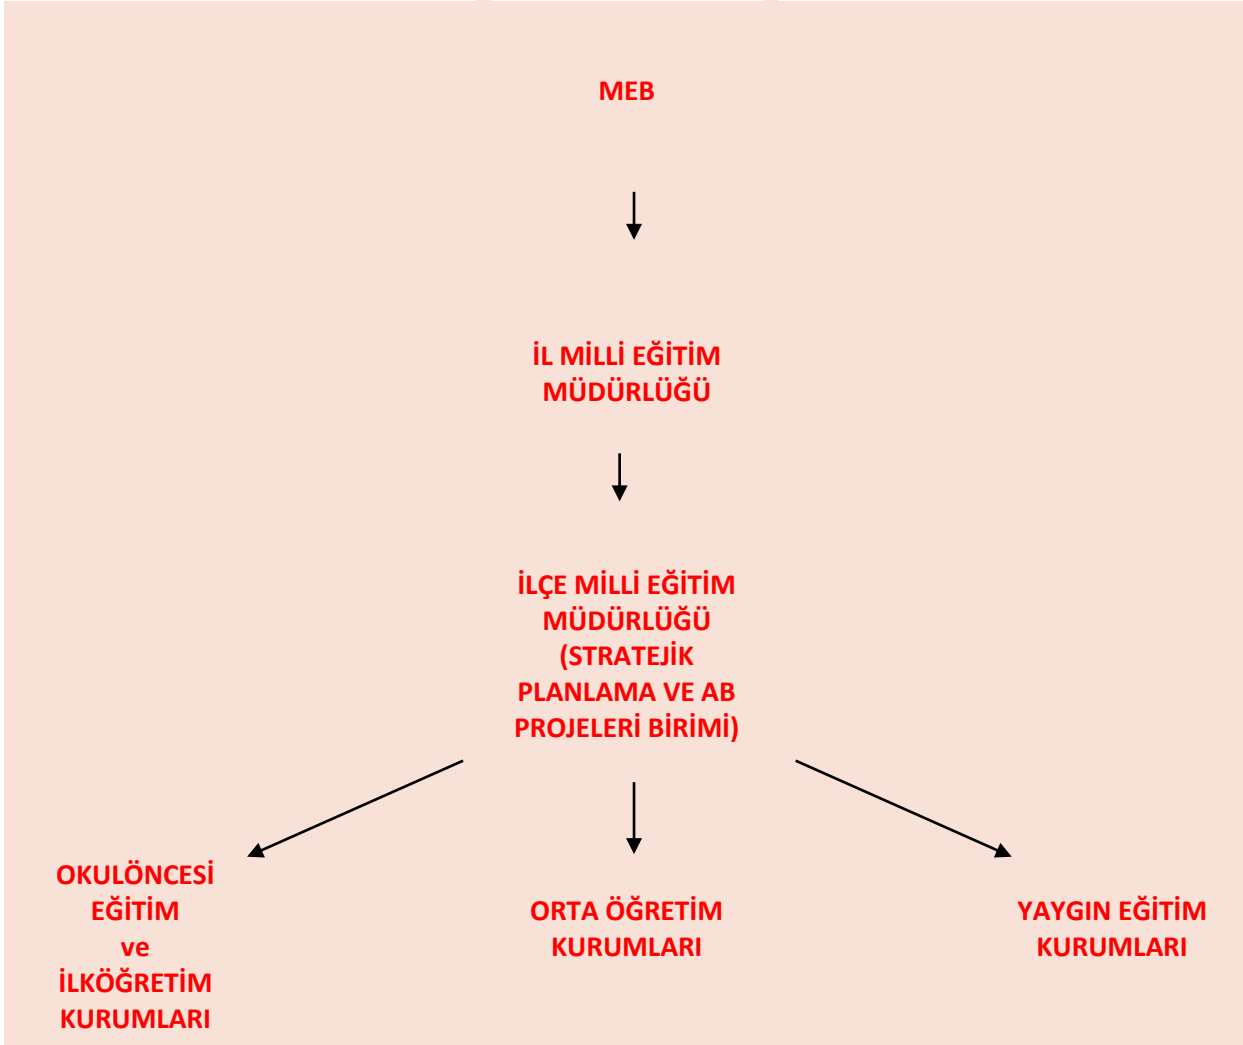 MEB
İL MİLLİ EĞİTİM
MÜDÜRLÜĞÜ
İLÇE MİLLİ EĞİTİM
MÜDÜRLÜĞÜ
(STRATEJİK
PLANLAMA VE AB
PROJELERİ BİRİMİ)
OKULÖNCESİ
EĞİTİM
ve
İLKÖĞRETİM
KURUMLARI
ORTA ÖĞRETİM
KURUMLARI
YAYGIN EĞİTİM
KURUMLARI